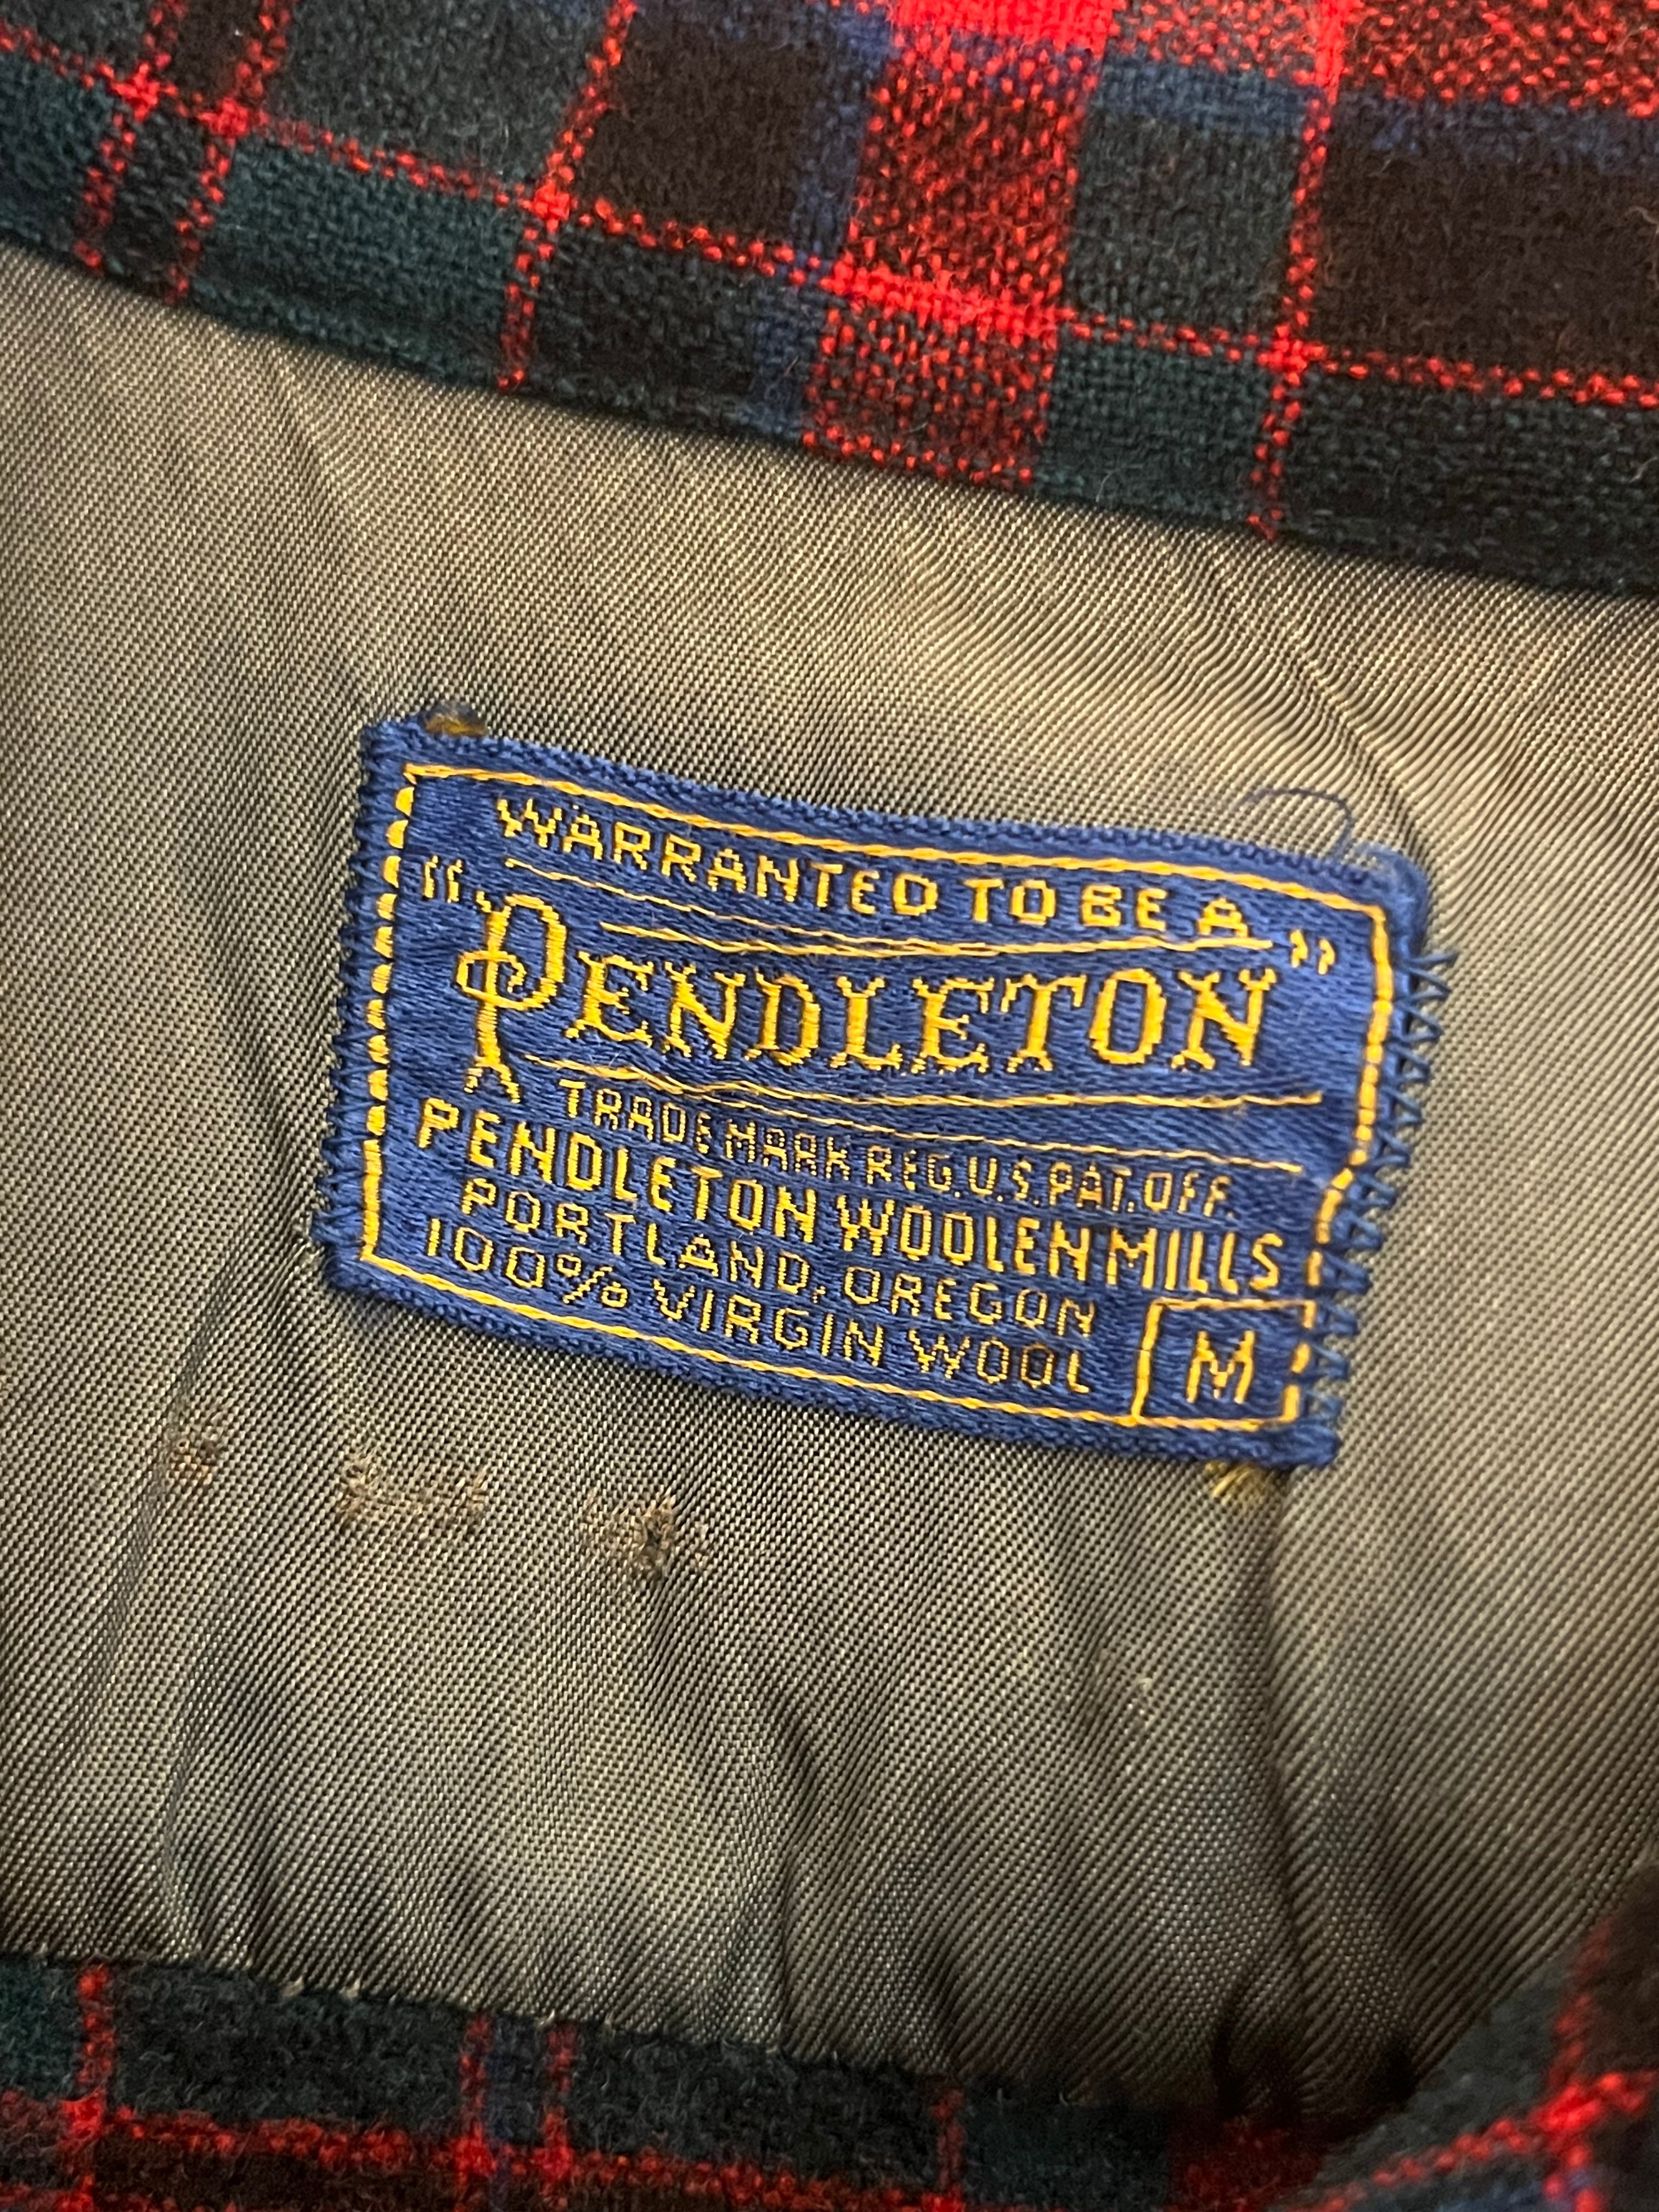 WARRANTED TO BE A
"PENDLETON"
TRADE MARK REG. U.S. PAT. OFF.
PENDLETON WOOLEN MILLS
PORTLAND, OREGON
100% VIRGIN WOOL
M